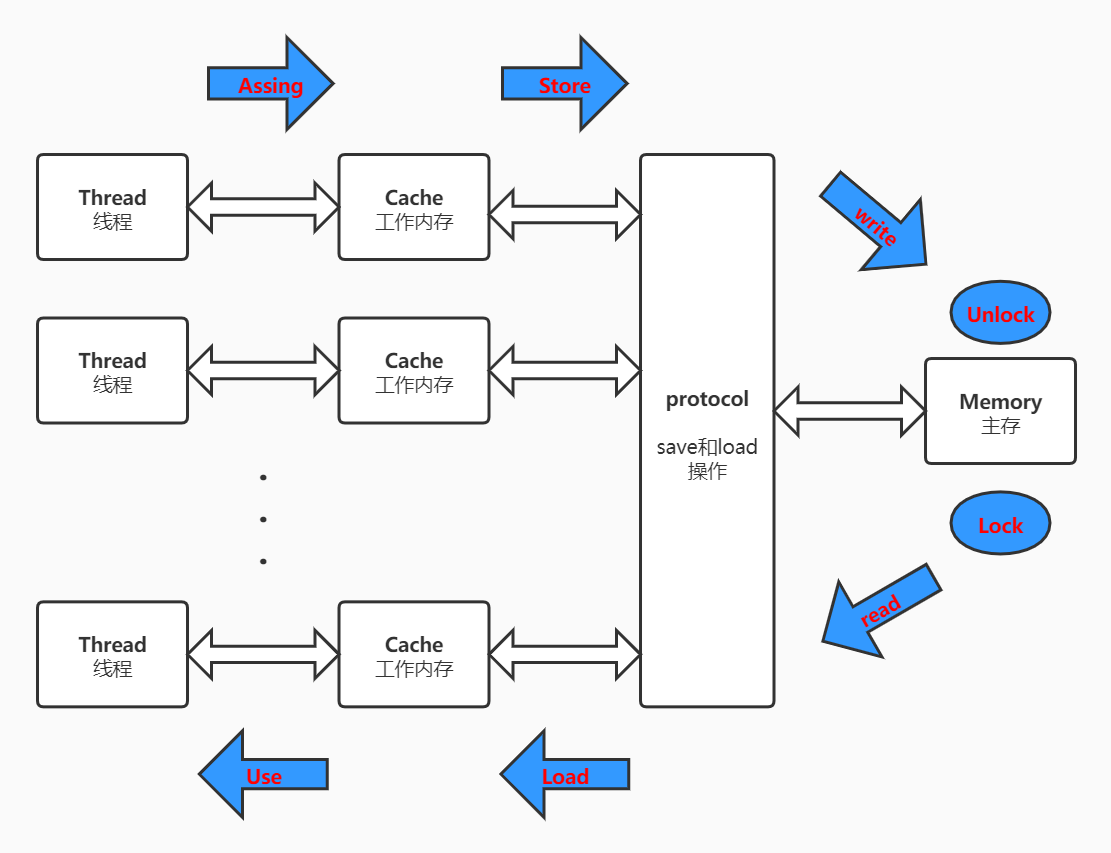 Assing
Store
Thread
线程
Cache
工作内存
write
Unlock
Thread
线程
Cache
工作内存
protocol
save和load
操作
Memory
主存
Lock
read
Thread
线程
Cache
工作内存
Use
Load